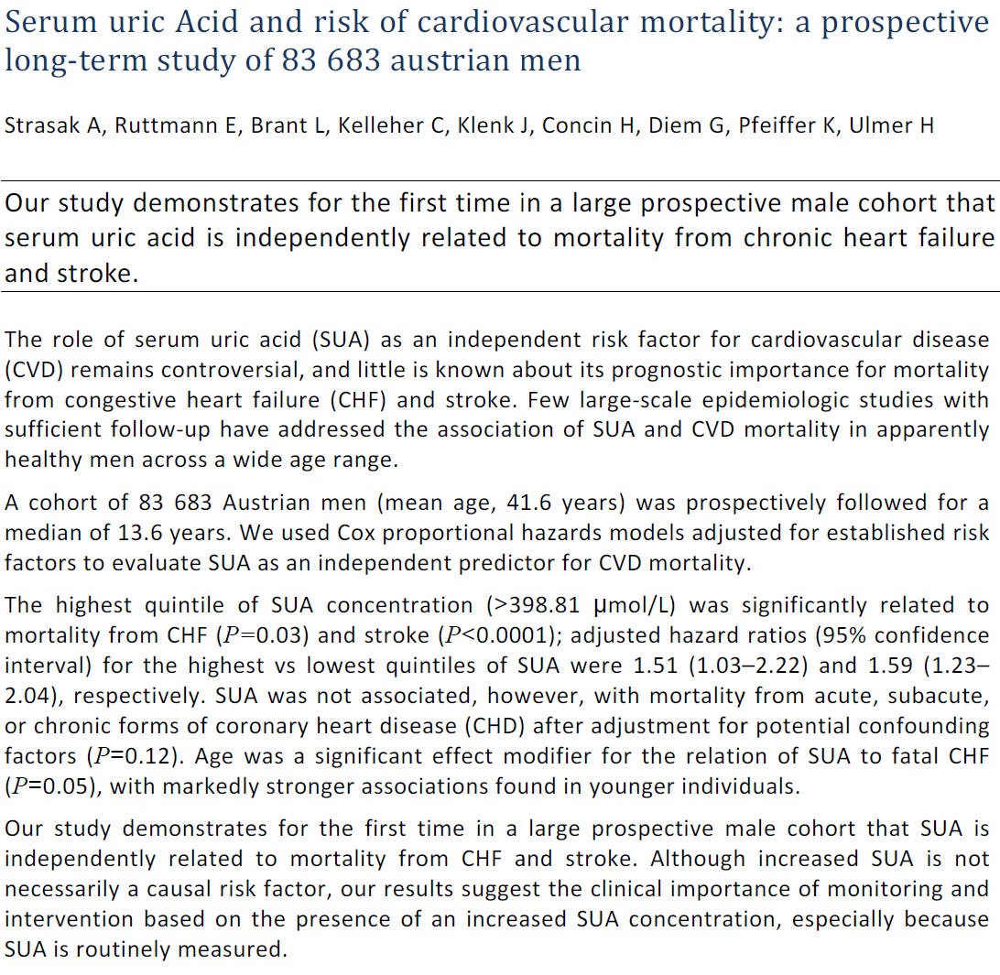 Serum uric Acid and risk of cardiovascular mortality: a prospective
long-term study of 83 683 austrian men
Strasak A, Ruttmann E, Brant L, Kelleher C, Klenk J, Concin H, Diem G, Pfeiffer K, Ulmer H
Our study demonstrates for the first time in a large prospective male cohort that
serum uric acid is independently related to mortality from chronic heart failure
and stroke.
The role of serum uric acid (SUA) as an independent risk factor for cardiovascular disease
(CVD) remains controversial, and little is known about its prognostic importance for mortality
from congestive heart failure (CHF) and stroke. Few large-scale epidemiologic studies with
sufficient follow-up have addressed the association of SUA and CVD mortality in apparently
healthy men across a wide age range.
A cohort of 83 683 Austrian men (mean age, 41.6 years) was prospectively followed for a
median of 13.6 years. We used Cox proportional hazards models adjusted for established risk
factors to evaluate SUA as an independent predictor for CVD mortality.
The highest quintile of SUA concentration (>398.81 µmol/L) was significantly related to
mortality from CHF (P=0.03) and stroke (P<0.0001); adjusted hazard ratios (95% confidence
interval) for the highest vs lowest quintiles of SUA were 1.51 (1.03–2.22) and 1.59 (1.23–
2.04), respectively. SUA was not associated, however, with mortality from acute, subacute,
or chronic forms of coronary heart disease (CHD) after adjustment for potential confounding
factors (P=0.12). Age was a significant effect modifier for the relation of SUA to fatal CHF
(P=0.05), with markedly stronger associations found in younger individuals.
Our study demonstrates for the first time in a large prospective male cohort that SUA is
independently related to mortality from CHF and stroke. Although increased SUA is not
necessarily a causal risk factor, our results suggest the clinical importance of monitoring and
intervention based on the presence of an increased SUA concentration, especially because
SUA is routinely measured.